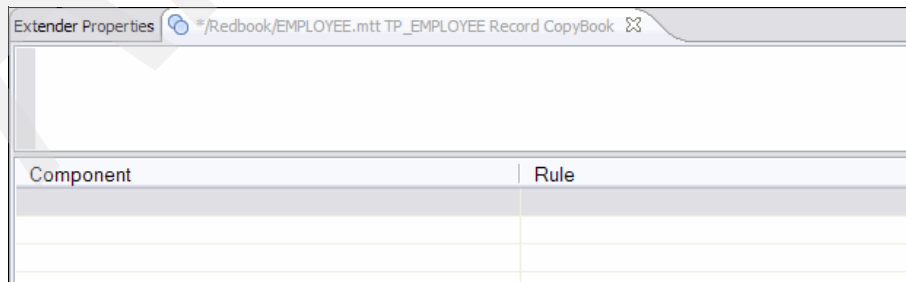 Extender Properties */Redbook/EMPLOYEE.mtt TP_EMPLOYEE Record CopyBook
Component Rule